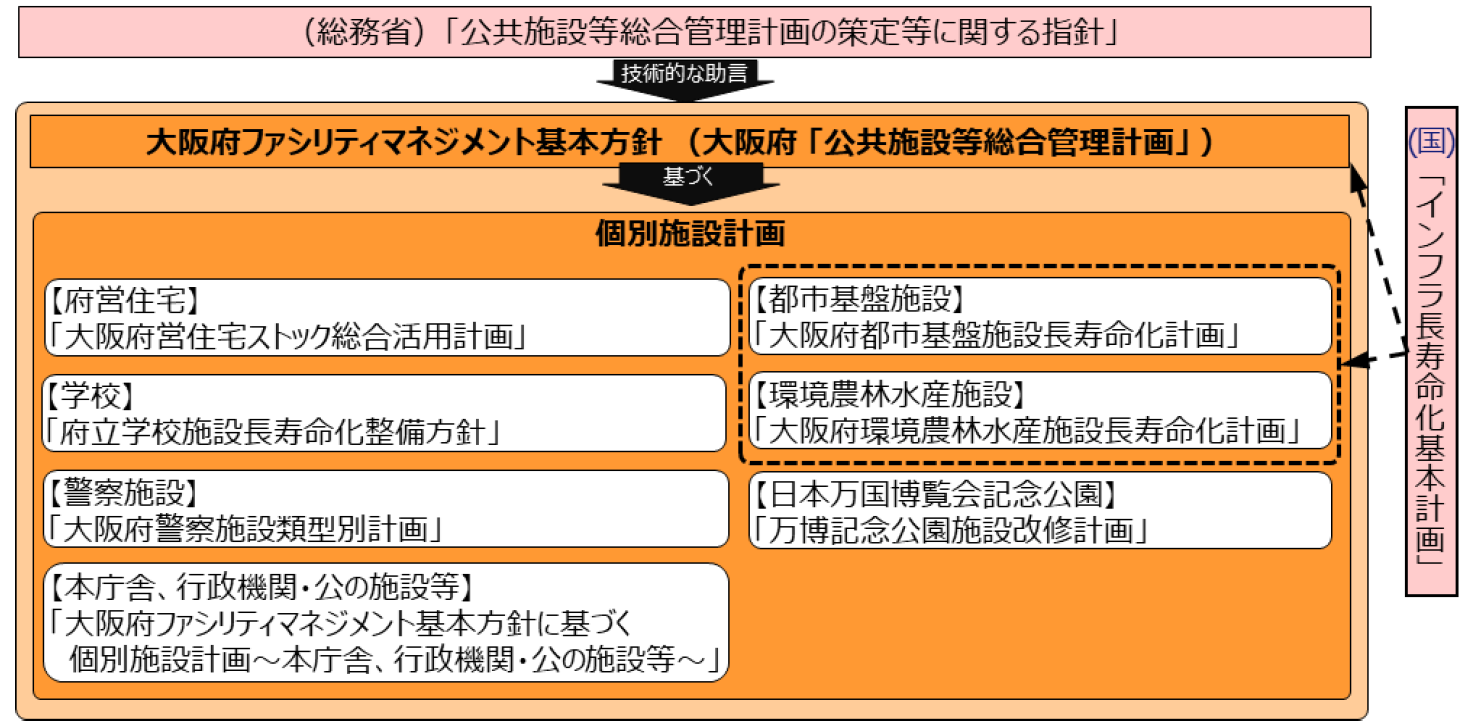 （総務省）「公共施設等総合管理計画の策定等に関する指針」
技術的な助言
大阪府ファシリティマネジメント基本方針 （大阪府「公共施設等総合管理計画」）
基づく
個別施設計画
【府営住宅】
「大阪府営住宅ストック総合活用計画」
【学校】
「府立学校施設長寿命化整備方針」
【警察施設】
「大阪府警察施設類型別計画」
【本庁舎、行政機関・公の施設等】
「大阪府ファシリティマネジメント基本方針に基づく
個別施設計画～本庁舎、行政機関・公の施設等～」
【都市基盤施設】
「大阪府都市基盤施設長寿命化計画」
【環境農林水産施設】
「大阪府環境農林水産施設長寿命化計画」
【日本万国博覧会記念公園】
「万博記念公園施設改修計画」
(国)「インフラ長寿命化基本計画」